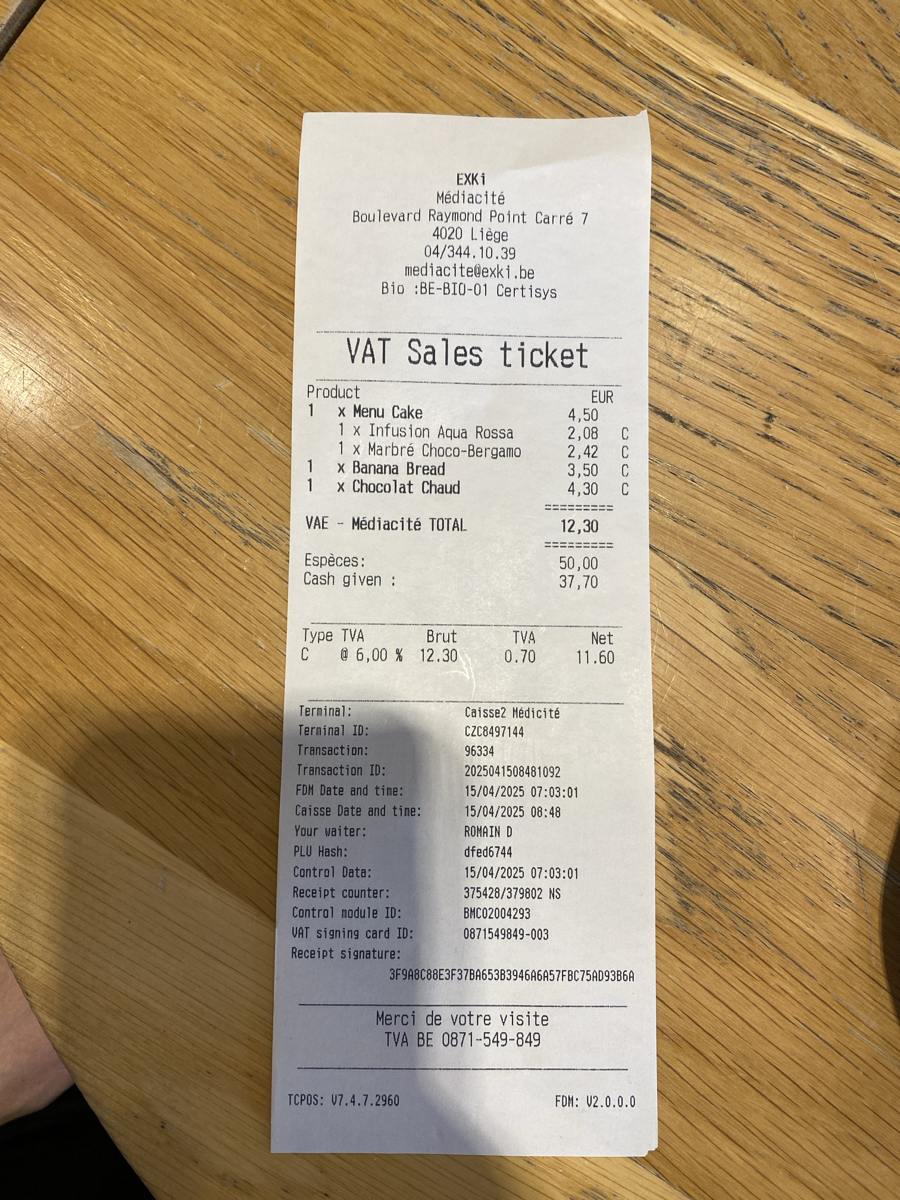 EXKi
Médiacité
Boulevard Raymond Point Carré 7
4020 Liège
04/344.10.39
mediacite@exki.be
Bio :BE-BIO-01 Certisys
VAT Sales ticket
Product EUR
1 x Menu Cake 4,50
1 x Infusion Aqua Rossa 2,08 C
1 x Marbré Choco-Bergamo 2,42 C
1 x Banana Bread 3,50 C
1 x Chocolat Chaud 4,30 C
=========
VAE - Médiacité TOTAL 12,30
=========
Espèces: 50,00
Cash given : 37,70
Type TVA Brut TVA Net
C @ 6,00 % 12.30 0.70 11.60
Terminal: Caisse2 Médicité
Terminal ID: CZC8497144
Transaction: 96334
Transaction ID: 2025041508481092
FDM Date and time: 15/04/2025 07:03:01
Caisse Date and time: 15/04/2025 08:48
Your waiter: ROMAIN D
PLU Hash: dfed6744
Control Data: 15/04/2025 07:03:01
Receipt counter: 375428/379802 NS
Control module ID: BMC02004293
VAT signing card ID: 0871549849-003
Receipt signature:
3F9A8C88E3F37BA653B3946A6A57FBC75AD93B6A
Merci de votre visite
TVA BE 0871-549-849
TCPOS: V7.4.7.2960 FDM: V2.0.0.0